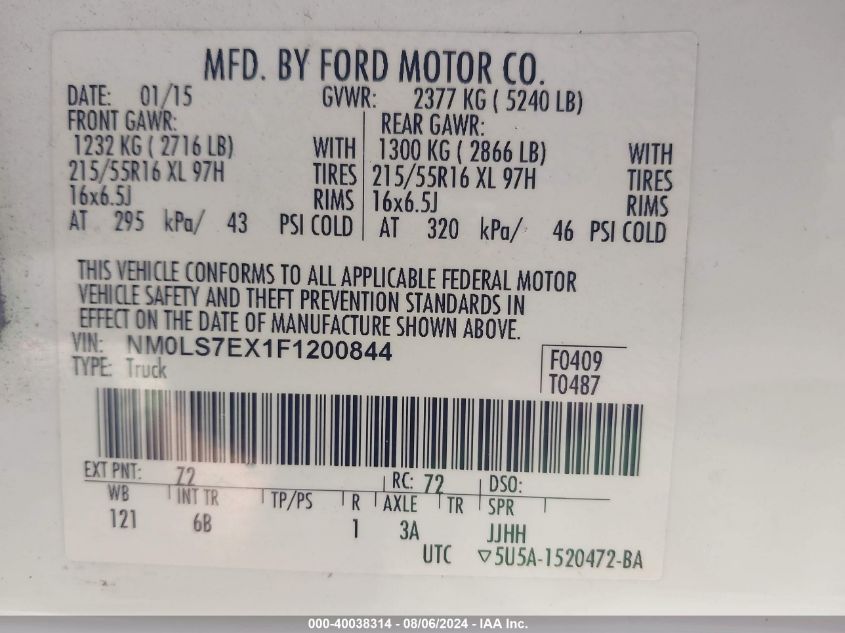 MFD. BY FORD MOTOR CO.
DATE: 01/15 GVWR: 2377 KG ( 5240 LB)
FRONT GAWR: REAR GAWR:
1232 KG ( 2716 LB) WITH 1300 KG ( 2866 LB) WITH
215/55R16 XL 97H TIRES 215/55R16 XL 97H TIRES
16x6.5J RIMS 16x6.5J RIMS
AT 295 kPa/ 43 PSI COLD AT 320 kPa/ 46 PSI COLD
THIS VEHICLE CONFORMS TO ALL APPLICABLE FEDERAL MOTOR
VEHICLE SAFETY AND THEFT PREVENTION STANDARDS IN
EFFECT ON THE DATE OF MANUFACTURE SHOWN ABOVE.
VIN: NM0LS7EX1F1200844 F0409
TYPE: Truck T0487
EXT PNT: 72 RC: 72 DSO:
WB INT TR TP/PS R AXLE TR SPR
121 6B 1 3A JJHH
UTC ▽5U5A-1520472-BA
000-40038314 - 08/06/2024 - IAA Inc.